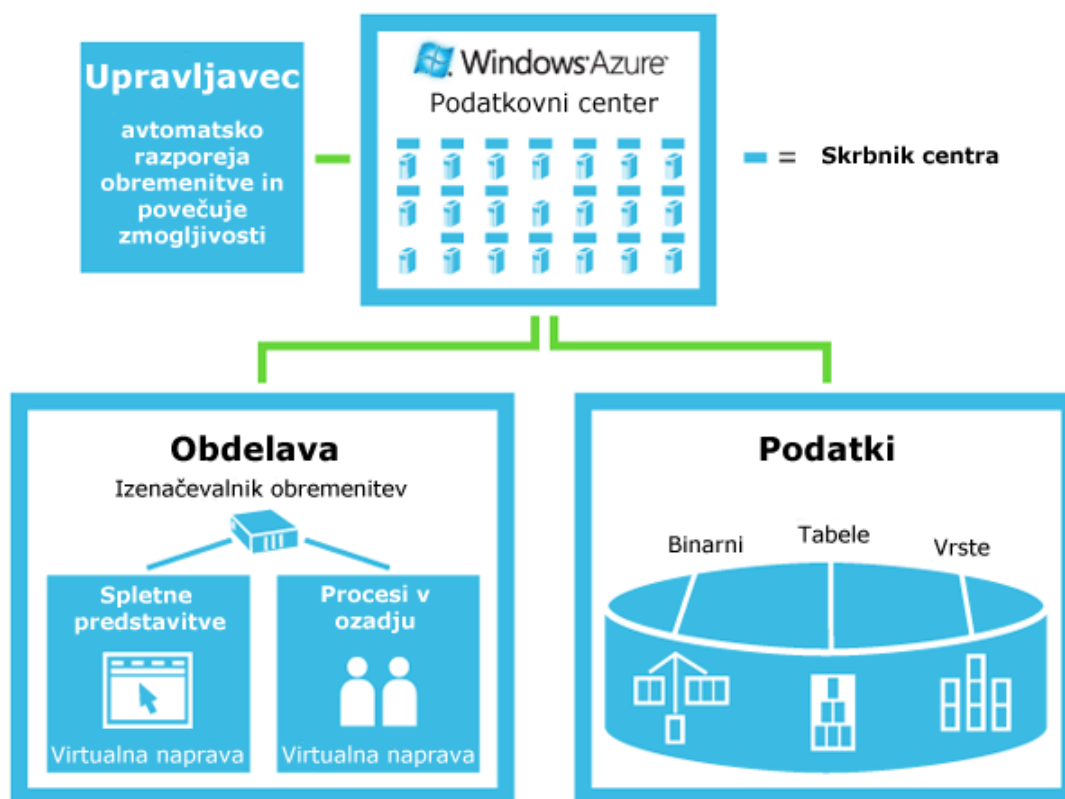 Upravljavec
avtomatsko
razporeja
obremenitve in
povečuje
zmogljivosti
Windows Azure
Podatkovni center
= Skrbnik centra
Obdelava
Izenačevalnik obremenitev
Spletne
predstavitve
Virtualna naprava
Procesi v
ozadju
Virtualna naprava
Podatki
Binarni
Tabele
Vrste